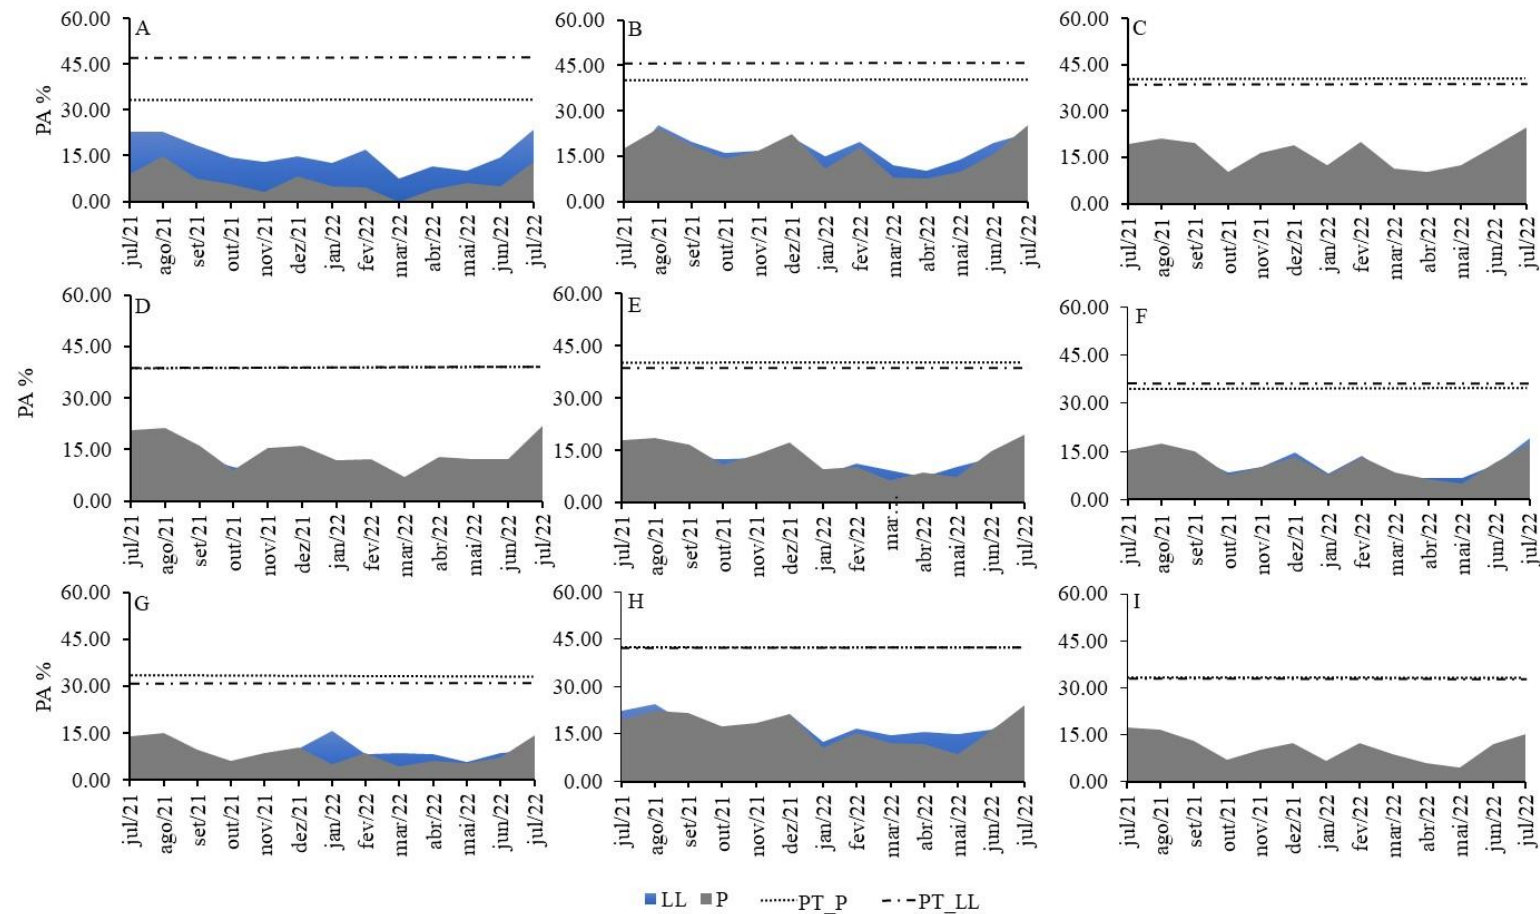 A
PA %
60.00
45.00
30.00
15.00
0.00
jul/21 ago/21 set/21 out/21 nov/21 dez/21 jan/22 fev/22 mar/22 abr/22 mai/22 jun/22 jul/22
B
60.00
45.00
30.00
15.00
0.00
jul/21 ago/21 set/21 out/21 nov/21 dez/21 jan/22 fev/22 mar/22 abr/22 mai/22 jun/22 jul/22
C
60.00
45.00
30.00
15.00
0.00
jul/21 ago/21 set/21 out/21 nov/21 dez/21 jan/22 fev/22 mar/22 abr/22 mai/22 jun/22 jul/22
D
PA %
60.00
45.00
30.00
15.00
0.00
jul/21 ago/21 set/21 out/21 nov/21 dez/21 jan/22 fev/22 mar/22 abr/22 mai/22 jun/22 jul/22
E
60.00
45.00
30.00
15.00
0.00
jul/21 ago/21 set/21 out/21 nov/21 dez/21 jan/22 fev/22 mar… abr/22 mai/22 jun/22 jul/22
F
60.00
45.00
30.00
15.00
0.00
jul/21 ago/21 set/21 out/21 nov/21 dez/21 jan/22 fev/22 mar/22 abr/22 mai/22 jun/22 jul/22
G
PA %
60.00
45.00
30.00
15.00
0.00
jul/21 ago/21 set/21 out/21 nov/21 dez/21 jan/22 fev/22 mar/22 abr/22 mai/22 jun/22 jul/22
H
60.00
45.00
30.00
15.00
0.00
jul/21 ago/21 set/21 out/21 nov/21 dez/21 jan/22 fev/22 mar/22 abr/22 mai/22 jun/22 jul/22
I
60.00
45.00
30.00
15.00
0.00
jul/21 ago/21 set/21 out/21 nov/21 dez/21 jan/22 fev/22 mar/22 abr/22 mai/22 jun/22 jul/22
LL P PT_P PT_LL